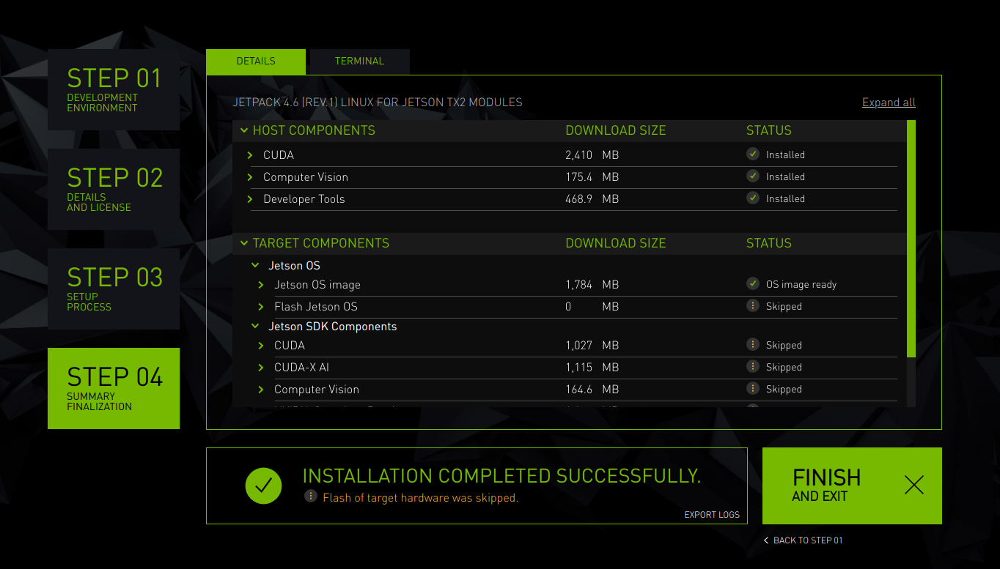 STEP 01
DEVELOPMENT
ENVIRONMENT
STEP 02
DETAILS
AND LICENSE
STEP 03
SETUP
PROCESS
STEP 04
SUMMARY
FINALIZATION
DETAILS TERMINAL
JETPACK 4.6 (REV.1) LINUX FOR JETSON TX2 MODULES Expand all
HOST COMPONENTS DOWNLOAD SIZE STATUS
CUDA 2,410 MB Installed
Computer Vision 175.4 MB Installed
Developer Tools 468.9 MB Installed
TARGET COMPONENTS DOWNLOAD SIZE STATUS
Jetson OS
Jetson OS image 1,784 MB OS image ready
Flash Jetson OS 0 MB Skipped
Jetson SDK Components
CUDA 1,027 MB Skipped
CUDA-X AI 1,115 MB Skipped
Computer Vision 164.6 MB Skipped
INSTALLATION COMPLETED SUCCESSFULLY.
Flash of target hardware was skipped.
EXPORT LOGS
FINISH
AND EXIT
BACK TO STEP 01